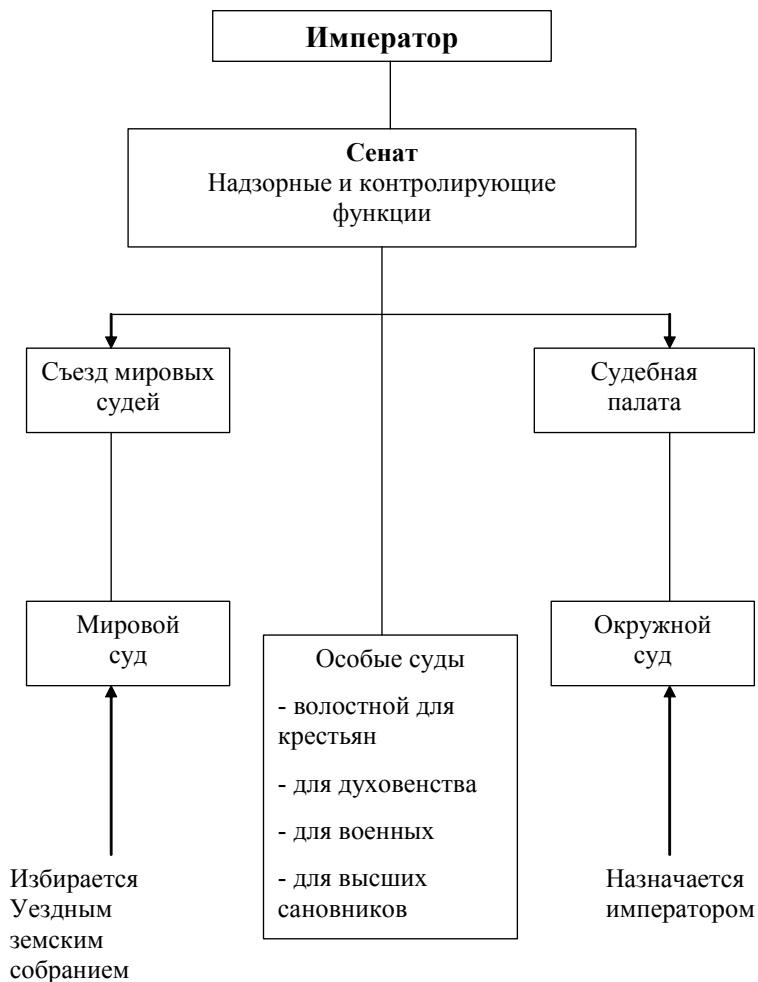 Император
Сенат
Надзорные и контролирующие
функции
Съезд мировых
судей
Судебная
палата
Мировой
суд
Окружной
суд
Особые суды
- волостной для
крестьян
- для духовенства
- для военных
- для высших
сановников
Избирается
Уездным
земским
собранием
Назначается
императором